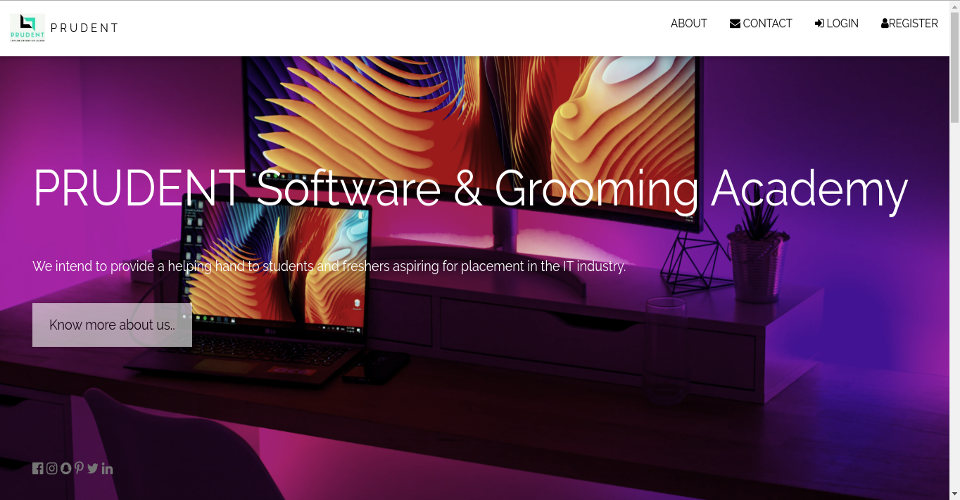 PRUDENT
PRUDENT
ABOUT
CONTACT
LOGIN
REGISTER
PRUDENT Software & Grooming Academy
We intend to provide a helping hand to students and freshers aspiring for placement in the IT industry.
Know more about us..